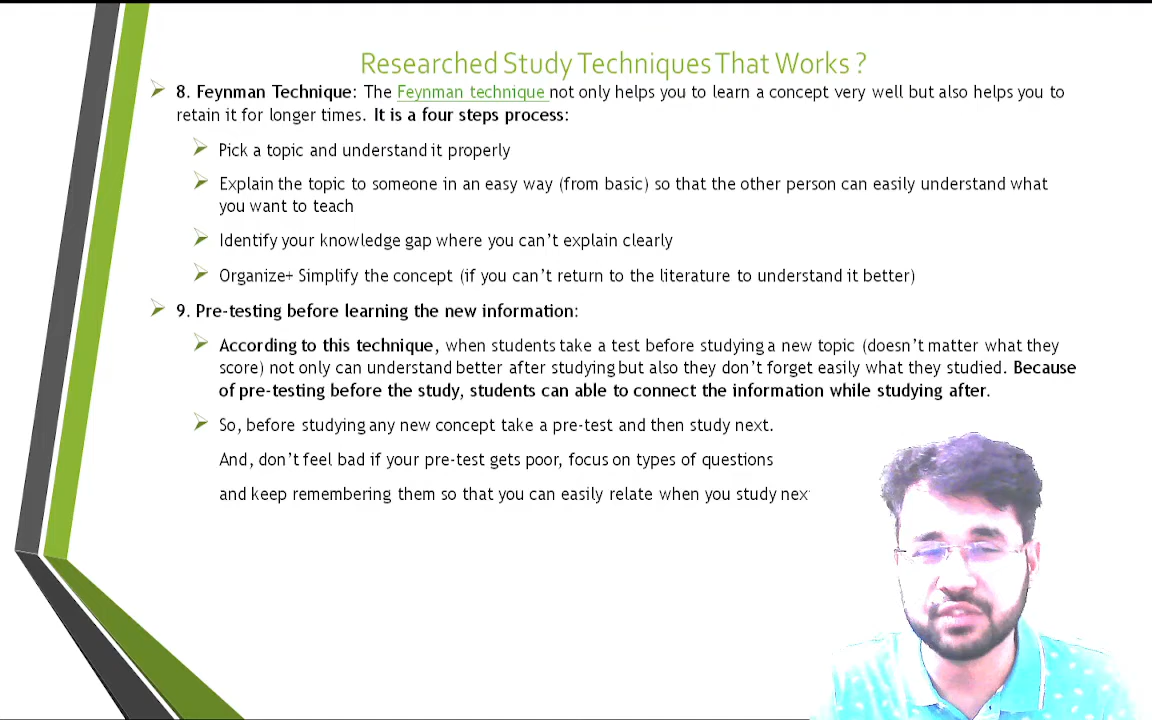 Researched Study Techniques That Works ?
8. Feynman Technique: The Feynman technique not only helps you to learn a concept very well but also helps you to
retain it for longer times. It is a four steps process:
Pick a topic and understand it properly
Explain the topic to someone in an easy way (from basic) so that the other person can easily understand what
you want to teach
Identify your knowledge gap where you can’t explain clearly
Organize+ Simplify the concept (if you can’t return to the literature to understand it better)
9. Pre-testing before learning the new information:
According to this technique, when students take a test before studying a new topic (doesn’t matter what they
score) not only can understand better after studying but also they don’t forget easily what they studied. Because
of pre-testing before the study, students can able to connect the information while studying after.
So, before studying any new concept take a pre-test and then study next.
And, don’t feel bad if your pre-test gets poor, focus on types of questions
and keep remembering them so that you can easily relate when you study nex